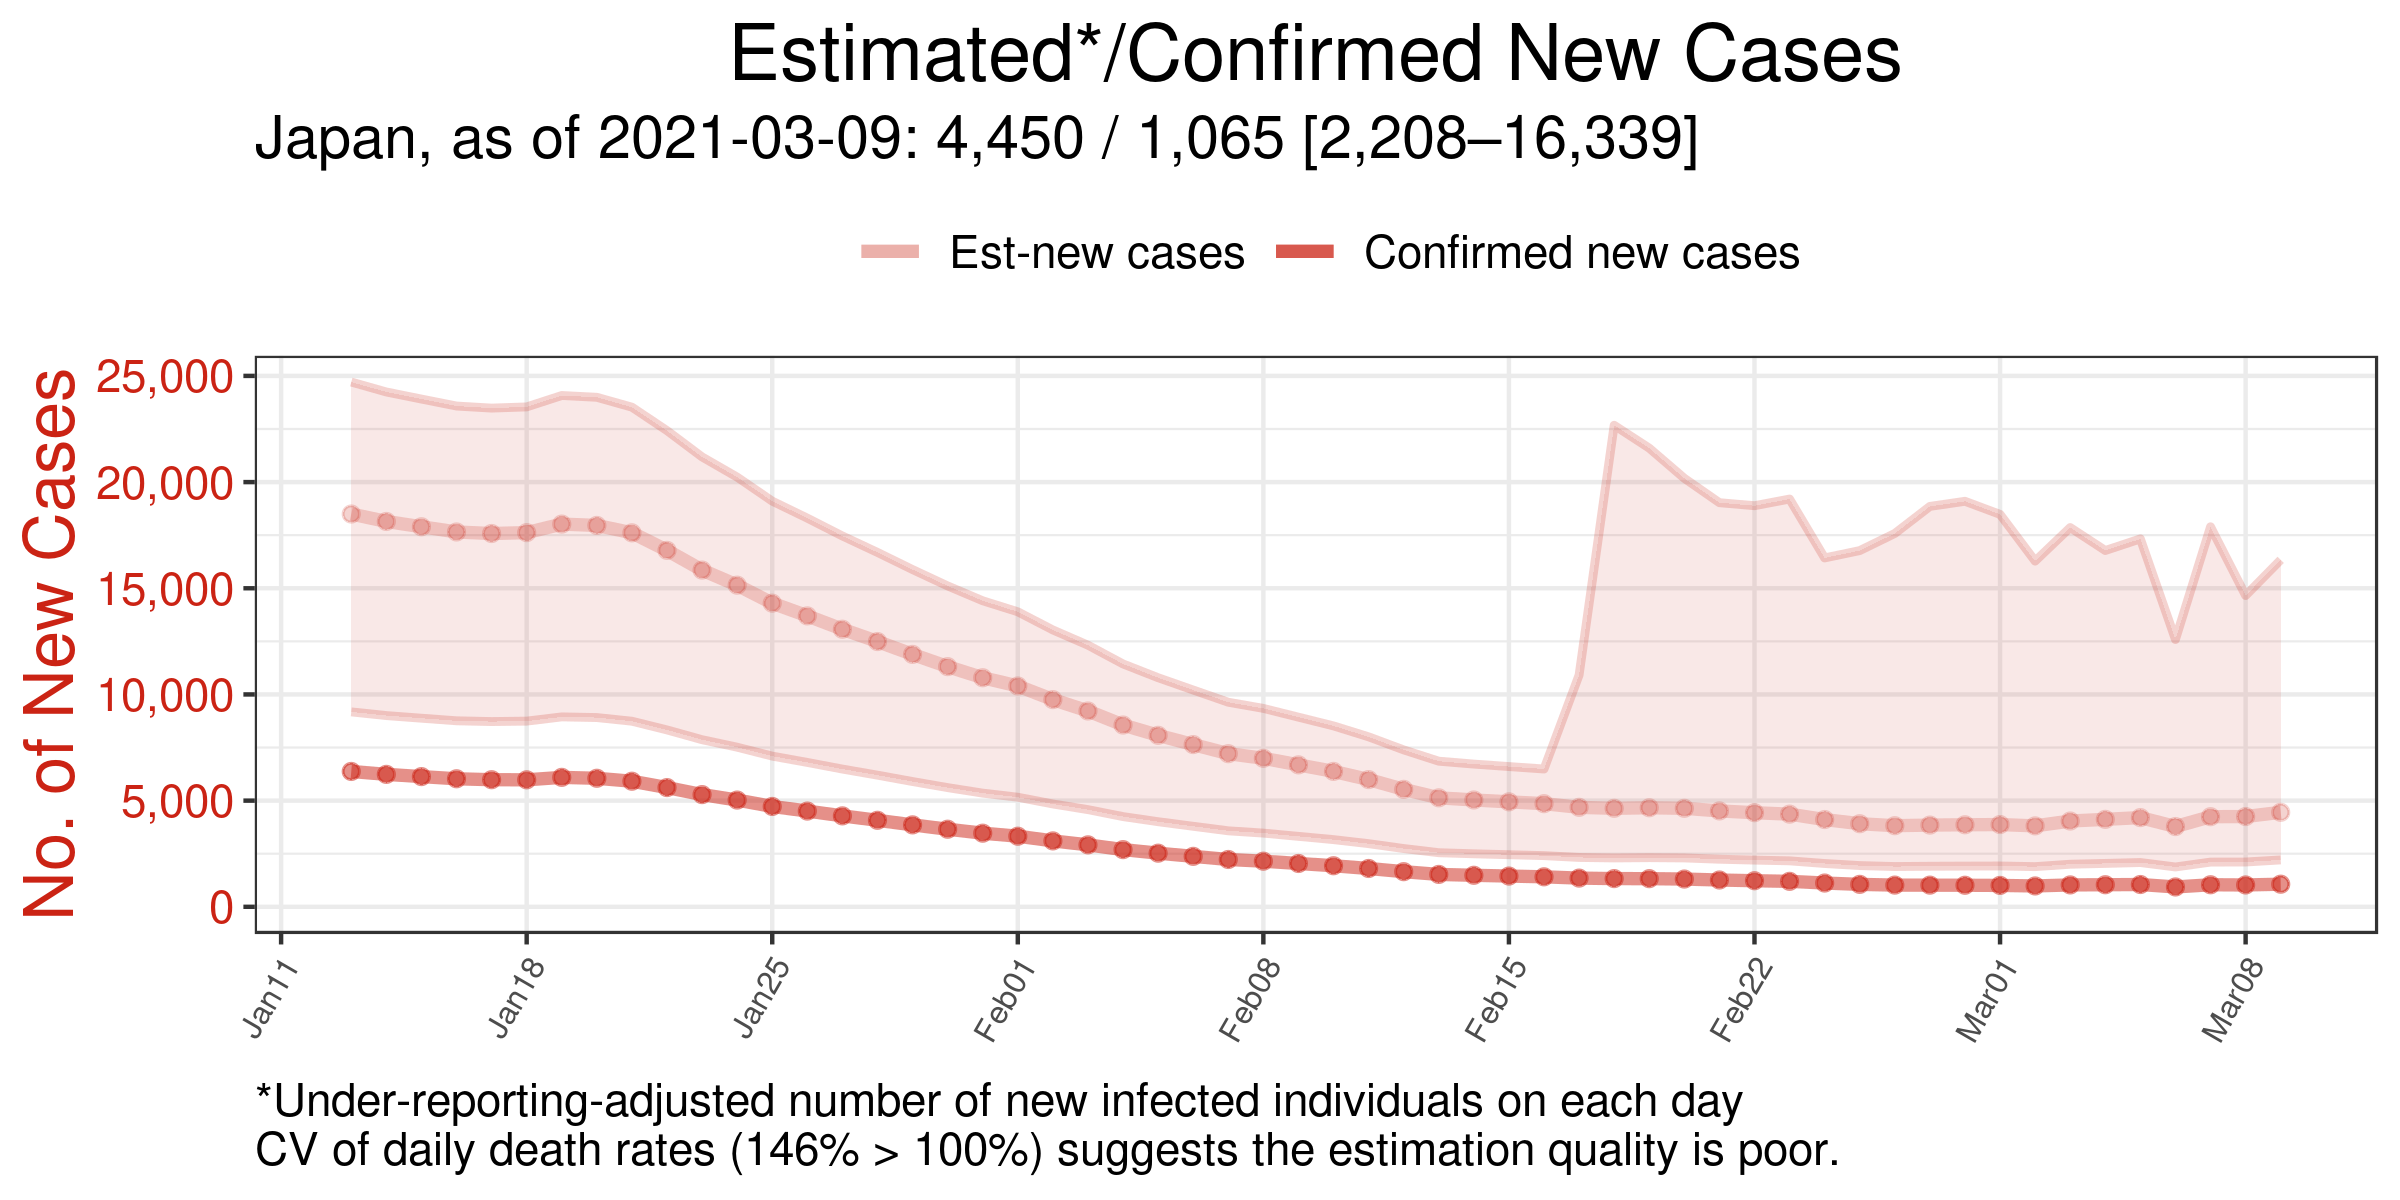 Estimated*/Confirmed New Cases
Japan, as of 2021-03-09: 4,450 / 1,065 [2,208–16,339]
Est-new cases
Confirmed new cases
No. of New Cases
25,000
20,000
15,000
10,000
5,000
0
Jan11
Jan18
Jan25
Feb01
Feb08
Feb15
Feb22
Mar01
Mar08
*Under-reporting-adjusted number of new infected individuals on each day
CV of daily death rates (146% > 100%) suggests the estimation quality is poor.